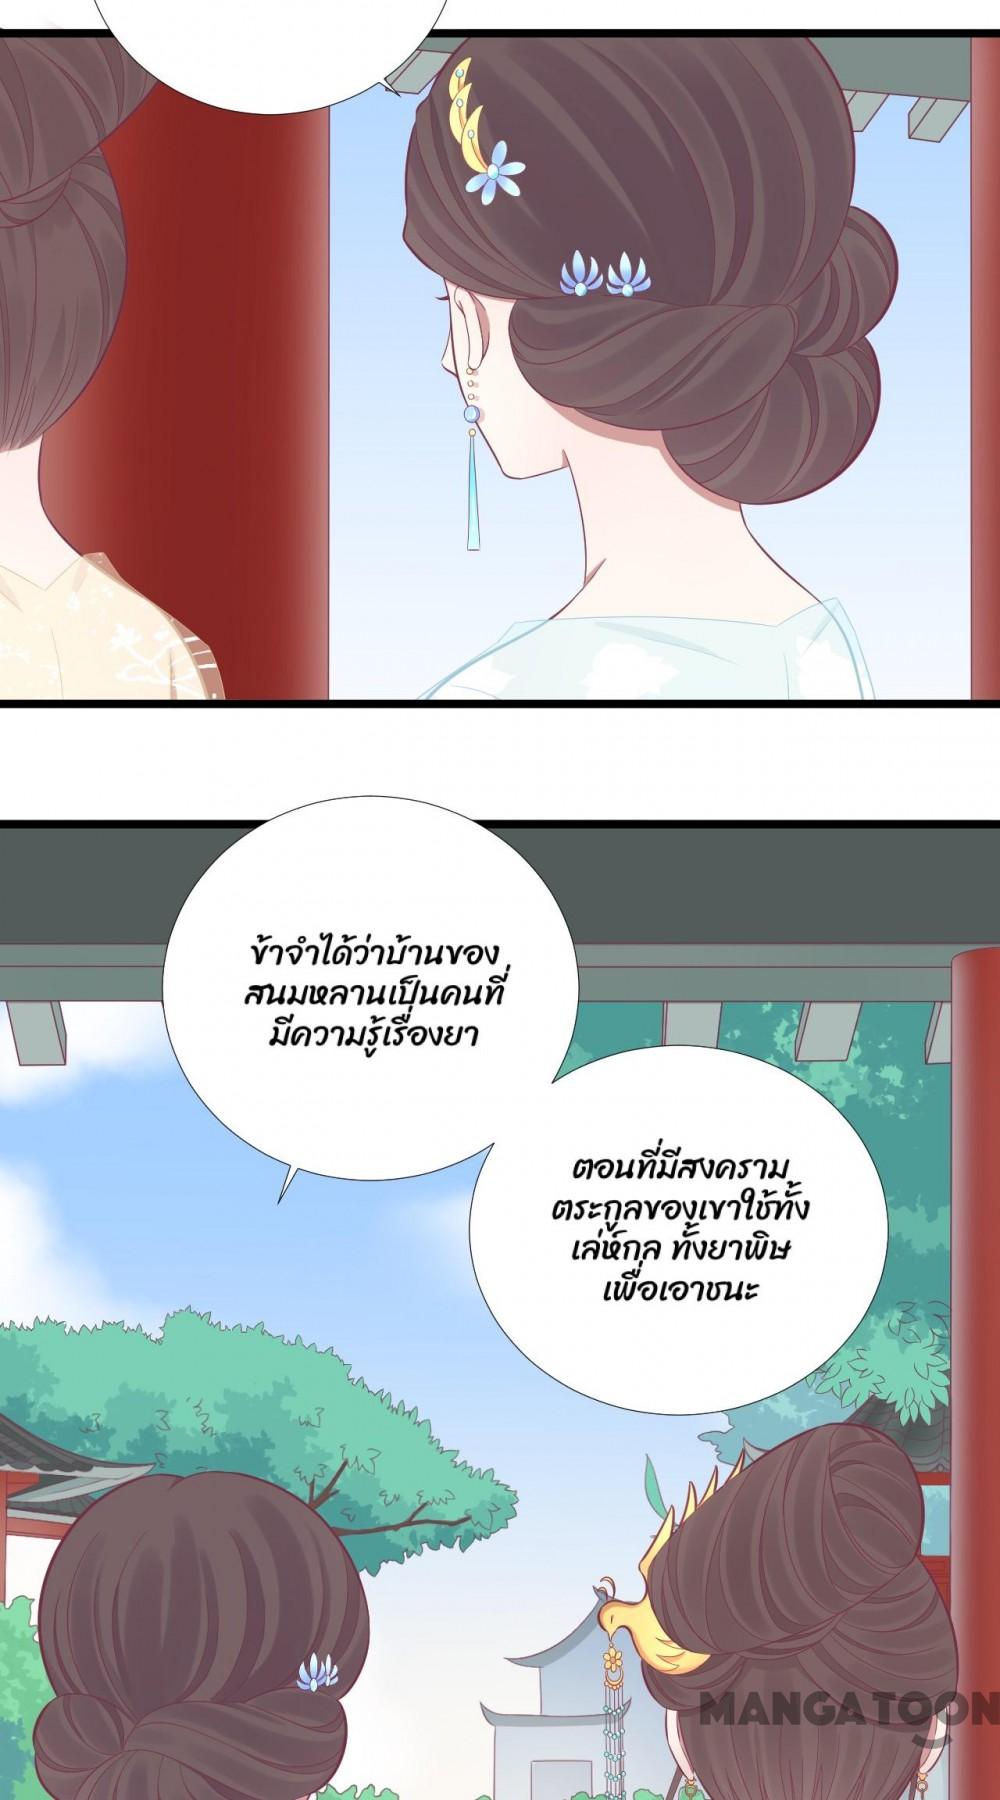 ข้าจำได้ว่าบ้านของ
สนมหลานเป็นคนที่
มีความรู้เรื่องยา
ตอนที่มีสงคราม
ตระกูลของเขาใช้ทั้ง
เล่ห์กล ทั้งยาพิษ
เพื่อเอาชนะ
MANGATOON